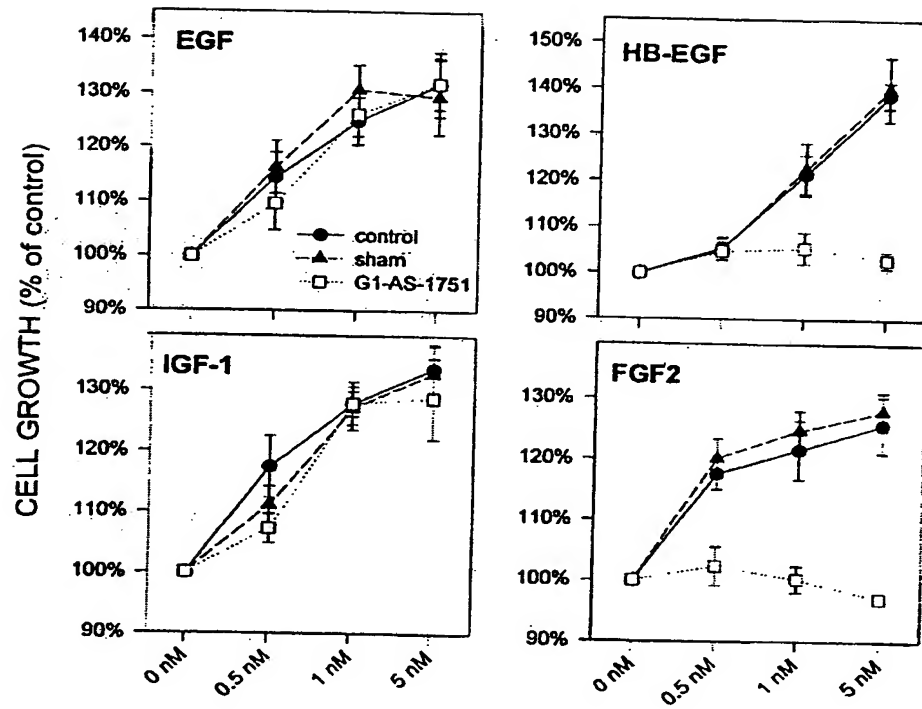 CELL GROWTH (% of control)
EGF
140%
130%
120%
110%
100%
90%
control
sham
G1-AS-1751
HB-EGF
150%
140%
130%
120%
110%
100%
90%
IGF-1
130%
120%
110%
100%
90%
0 nM
0.5 nM
1 nM
5 nM
FGF2
130%
120%
110%
100%
90%
0 nM
0.5 nM
1 nM
5 nM